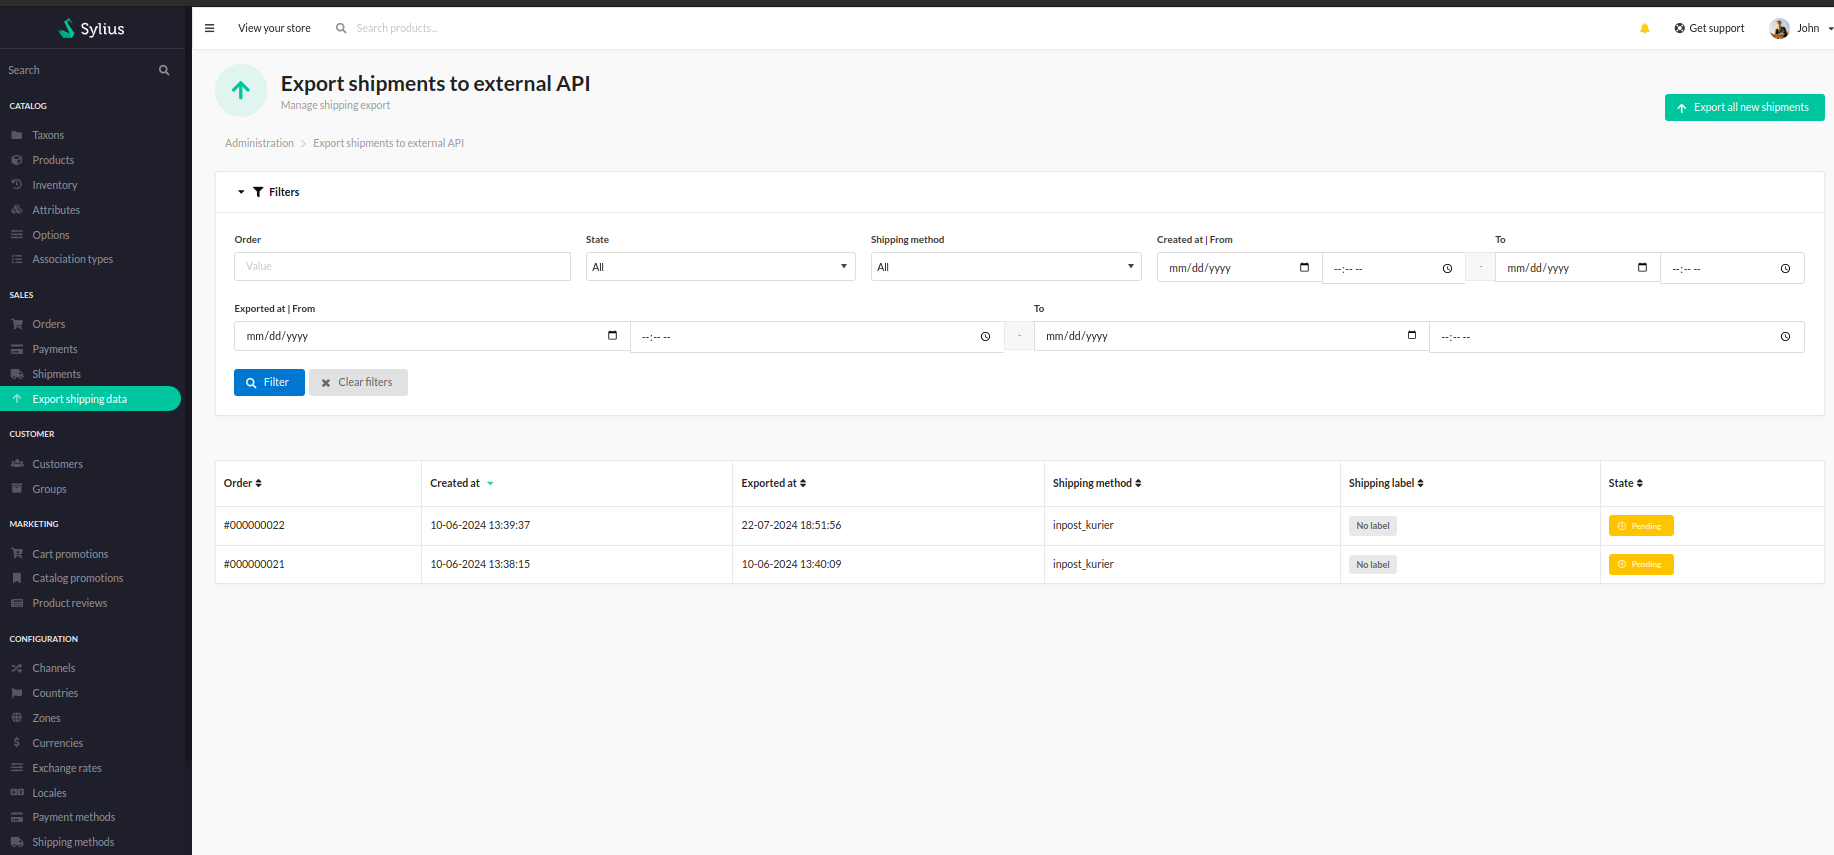 Sylius
Search
CATALOG
Taxons
Products
Inventory
Attributes
Options
Association types
SALES
Orders
Payments
Shipments
Export shipping data
CUSTOMER
Customers
Groups
MARKETING
Cart promotions
Catalog promotions
Product reviews
CONFIGURATION
Channels
Countries
Zones
Currencies
Exchange rates
Locales
Payment methods
Shipping methods
View your store Search products... Get support John
Export shipments to external API
Manage shipping export
Export all new shipments
Administration > Export shipments to external API
Filters
Order State Shipping method Created at | From To
Value All All mm/dd/yyyy --:-- -- - mm/dd/yyyy --:-- --
Exported at | From To
mm/dd/yyyy --:-- -- - mm/dd/yyyy --:-- --
Filter Clear filters
Order Created at Exported at Shipping method Shipping label State
#000000022 10-06-2024 13:39:37 22-07-2024 18:51:56 inpost_kurier No label Pending
#000000021 10-06-2024 13:38:15 10-06-2024 13:40:09 inpost_kurier No label Pending